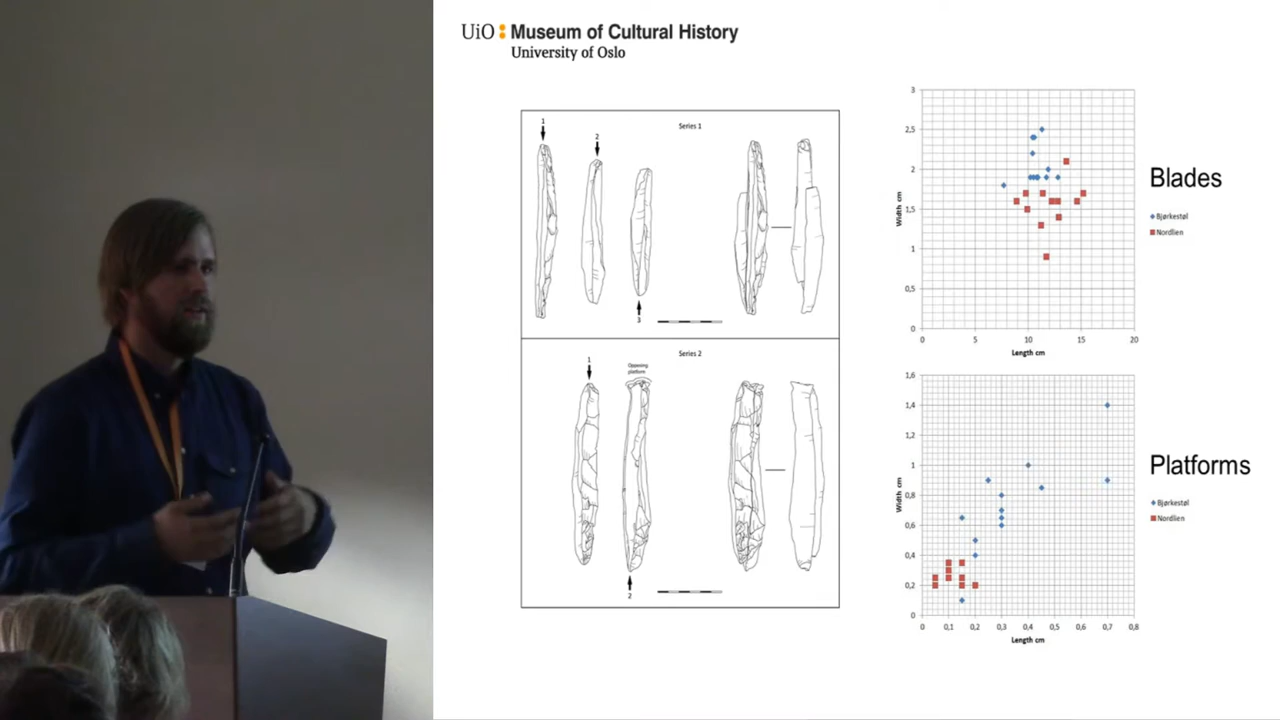 UiO : Museum of Cultural History
University of Oslo
Series 1
1
2
3
Series 2
1
Opposing
platform
2
3
2,5
2
1,5
1
0,5
0
0 5 10 15 20
Width cm
Length cm
Blades
Bjørkestøl
Nordlien
1,6
1,4
1,2
1
0,8
0,6
0,4
0,2
0
0 0,1 0,2 0,3 0,4 0,5 0,6 0,7 0,8
Width cm
Length cm
Platforms
Bjørkestøl
Nordlien